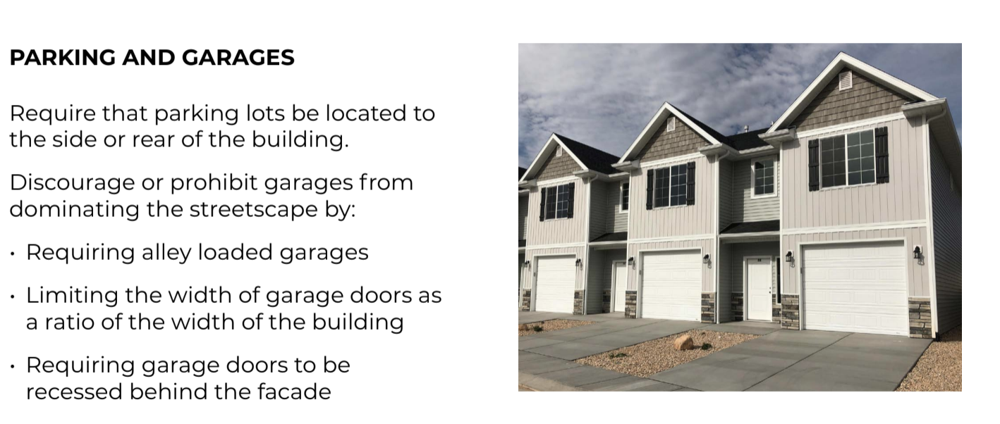 PARKING AND GARAGES
Require that parking lots be located to
the side or rear of the building.
Discourage or prohibit garages from
dominating the streetscape by:
• Requiring alley loaded garages
• Limiting the width of garage doors as
a ratio of the width of the building
• Requiring garage doors to be
recessed behind the facade